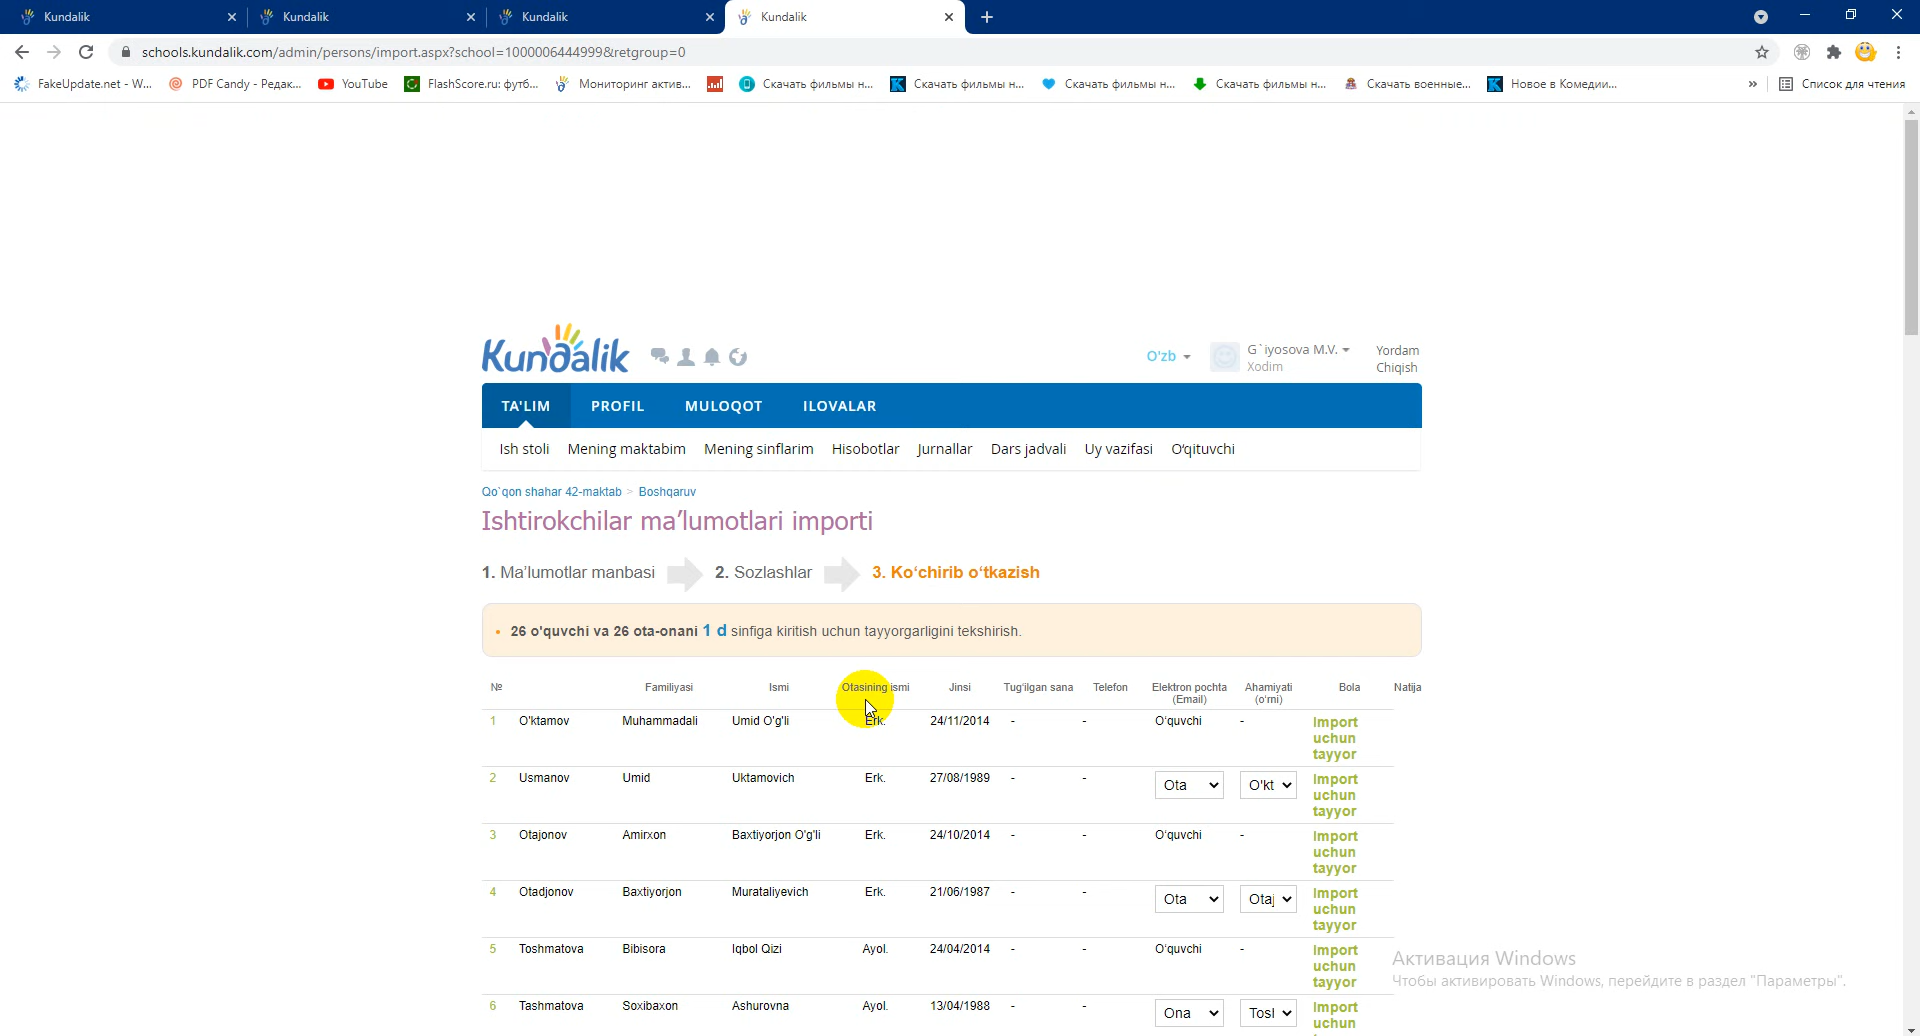 Kundalik
Kundalik
Kundalik
Kundalik
schools.kundalik.com/admin/persons/import.aspx?school=1000006444999&retgroup=0
FakeUpdate.net - W...
PDF Candy - Редак...
YouTube
FlashScore.ru: футб...
Мониторинг актив...
Скачать фильмы н...
Скачать фильмы н...
Скачать фильмы н...
Скачать фильмы н...
Скачать военные...
Новое в Комедии...
»
Список для чтения
Kundalik
O'zb
G`iyosova M.V.
Xodim
Yordam
Chiqish
TA'LIM PROFIL MULOQOT ILOVALAR
Ish stoli Mening maktabim Mening sinflarim Hisobotlar Jurnallar Dars jadvali Uy vazifasi O‘qituvchi
Qo`qon shahar 42-maktab > Boshqaruv
Ishtirokchilar ma’lumotlari importi
1. Ma’lumotlar manbasi 2. Sozlashlar 3. Ko‘chirib o‘tkazish
• 26 o'quvchi va 26 ota-onani 1 d sinfiga kiritish uchun tayyorgarligini tekshirish.
№ Familiyasi Ismi Otasining ismi Jinsi Tug‘ilgan sana Telefon Elektron pochta (Email) Ahamiyati (o‘rni) Bola Natija
1 O'ktamov Muhammadali Umid O'g'li Erk. 24/11/2014 - - O‘quvchi - Import uchun tayyor
2 Usmanov Umid Uktamovich Erk. 27/08/1989 - - Ota O'kt Import uchun tayyor
3 Otajonov Amirxon Baxtiyorjon O'g'li Erk. 24/10/2014 - - O‘quvchi - Import uchun tayyor
4 Otadjonov Baxtiyorjon Murataliyevich Erk. 21/06/1987 - - Ota Otaj Import uchun tayyor
5 Toshmatova Bibisora Iqbol Qizi Ayol. 24/04/2014 - - O‘quvchi - Import uchun tayyor
6 Tashmatova Soxibaxon Ashurovna Ayol. 13/04/1988 - - Ona Tosl Import uchun
Активация Windows
Чтобы активировать Windows, перейдите в раздел "Параметры".